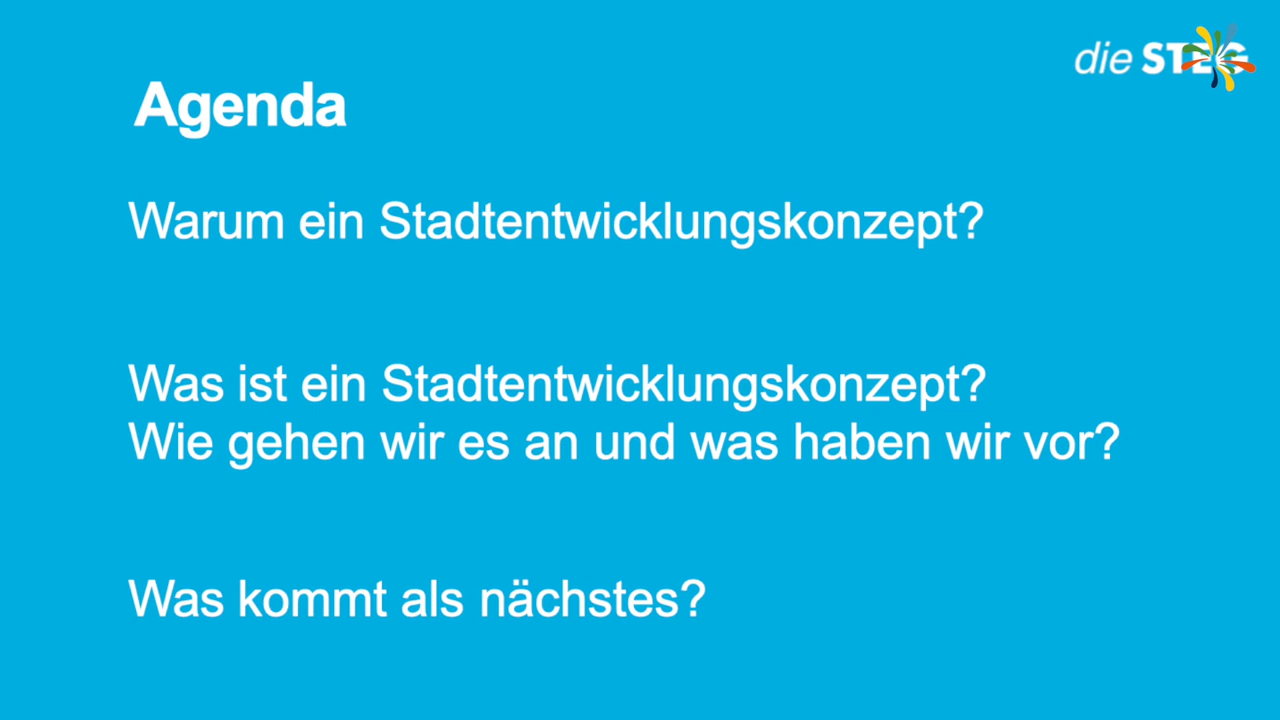 die STEG
Agenda
Warum ein Stadtentwicklungskonzept?
Was ist ein Stadtentwicklungskonzept?
Wie gehen wir es an und was haben wir vor?
Was kommt als nächstes?